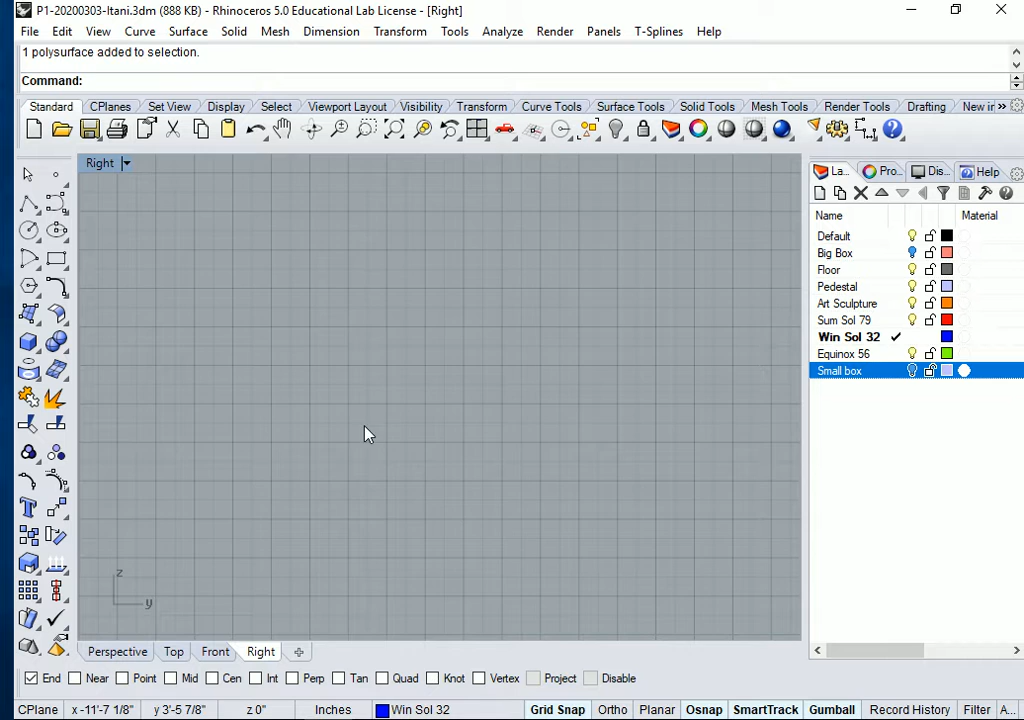 P1-20200303-Itani.3dm (888 KB) - Rhinoceros 5.0 Educational Lab License - [Right]
File Edit View Curve Surface Solid Mesh Dimension Transform Tools Analyze Render Panels T-Splines Help
1 polysurface added to selection.
Command:
Standard CPlanes Set View Display Select Viewport Layout Visibility Transform Curve Tools Surface Tools Solid Tools Mesh Tools Render Tools Drafting New in »
Right
La... Pro... Dis... Help
Name Material
Default
Big Box
Floor
Pedestal
Art Sculpture
Sum Sol 79
Win Sol 32
Equinox 56
Small box
z
y
Perspective Top Front Right
End Near Point Mid Cen Int Perp Tan Quad Knot Vertex Project Disable
CPlane x -11'-7 1/8" y 3'-5 7/8" z 0" Inches Win Sol 32 Grid Snap Ortho Planar Osnap SmartTrack Gumball Record History Filter A...